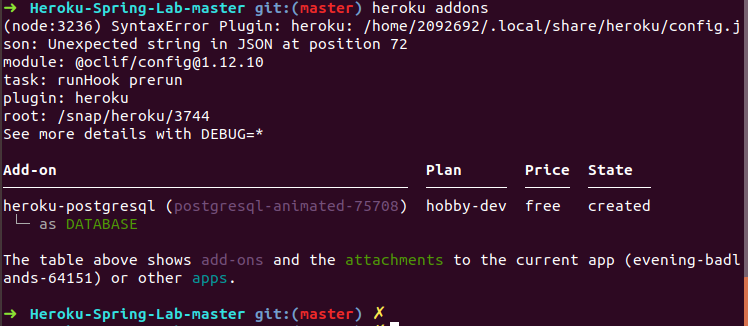 ➜ Heroku-Spring-Lab-master git:(master) heroku addons
(node:3236) SyntaxError Plugin: heroku: /home/2092692/.local/share/heroku/config.j
son: Unexpected string in JSON at position 72
module: @oclif/config@1.12.10
task: runHook prerun
plugin: heroku
root: /snap/heroku/3744
See more details with DEBUG=*
Add-on Plan Price State
heroku-postgresql (postgresql-animated-75708) hobby-dev free created
└─ as DATABASE
The table above shows add-ons and the attachments to the current app (evening-badl
ands-64151) or other apps.
➜ Heroku-Spring-Lab-master git:(master) ✗